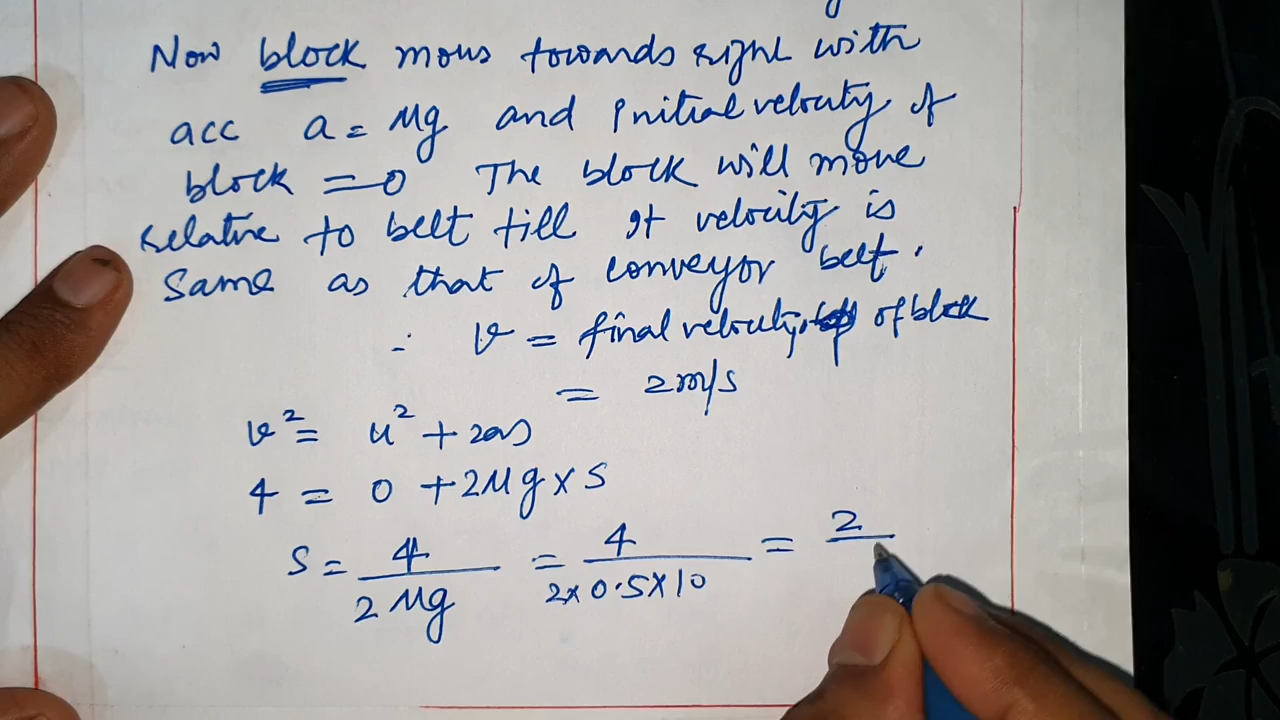 Now block moves towards right with
acc a = μg and initial velocity of
block = 0 The block will move
relative to belt till it velocity is
same as that of conveyor belt.
∴ v = final velocity of block
= 2m/s
v² = u² + 2as
4 = 0 + 2μg × s
s = 4/2μg = 4/2×0.5×10 = 2/